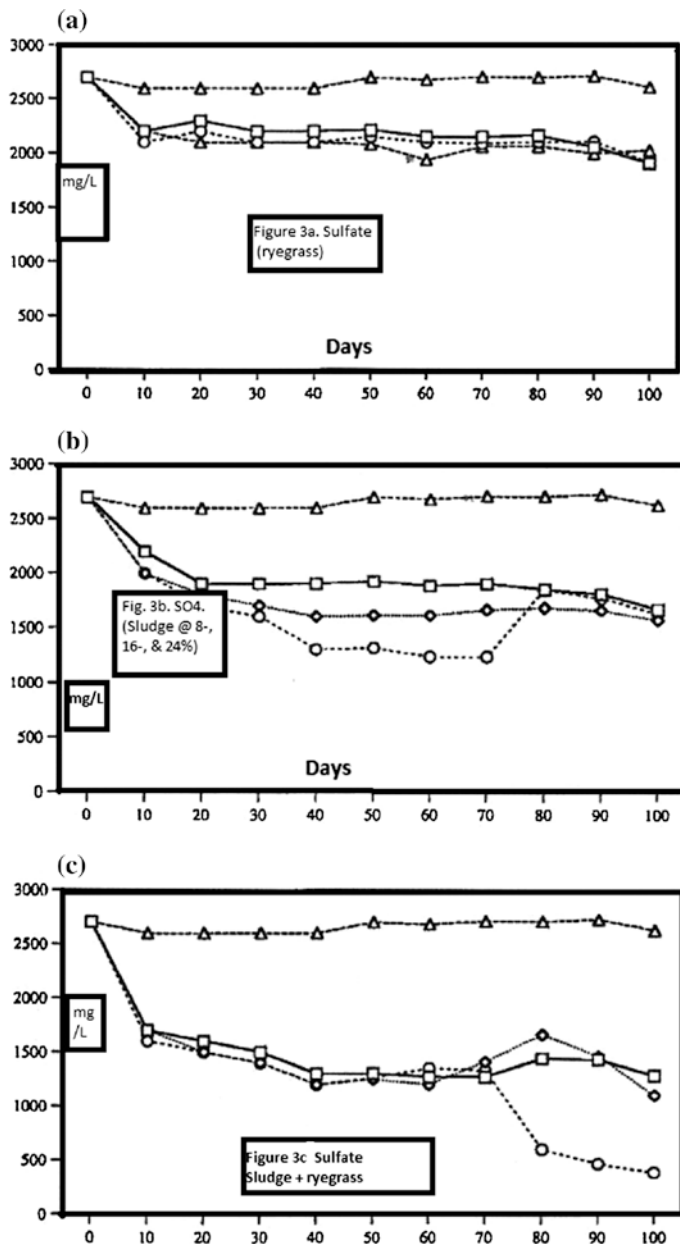 (a)
3000
2500
2000
mg/L
1500
Figure 3a. Sulfate
(ryegrass)
1000
500
Days
0
0 10 20 30 40 50 60 70 80 90 100
(b)
3000
2500
2000
1500
Fig. 3b. SO4.
(Sludge @ 8-,
16-, & 24%)
1000
mg/L
500
Days
0
0 10 20 30 40 50 60 70 80 90 100
(c)
3000
2500
2000
mg
/L
1500
1000
500
Figure 3c Sulfate
Sludge + ryegrass
0
0 10 20 30 40 50 60 70 80 90 100